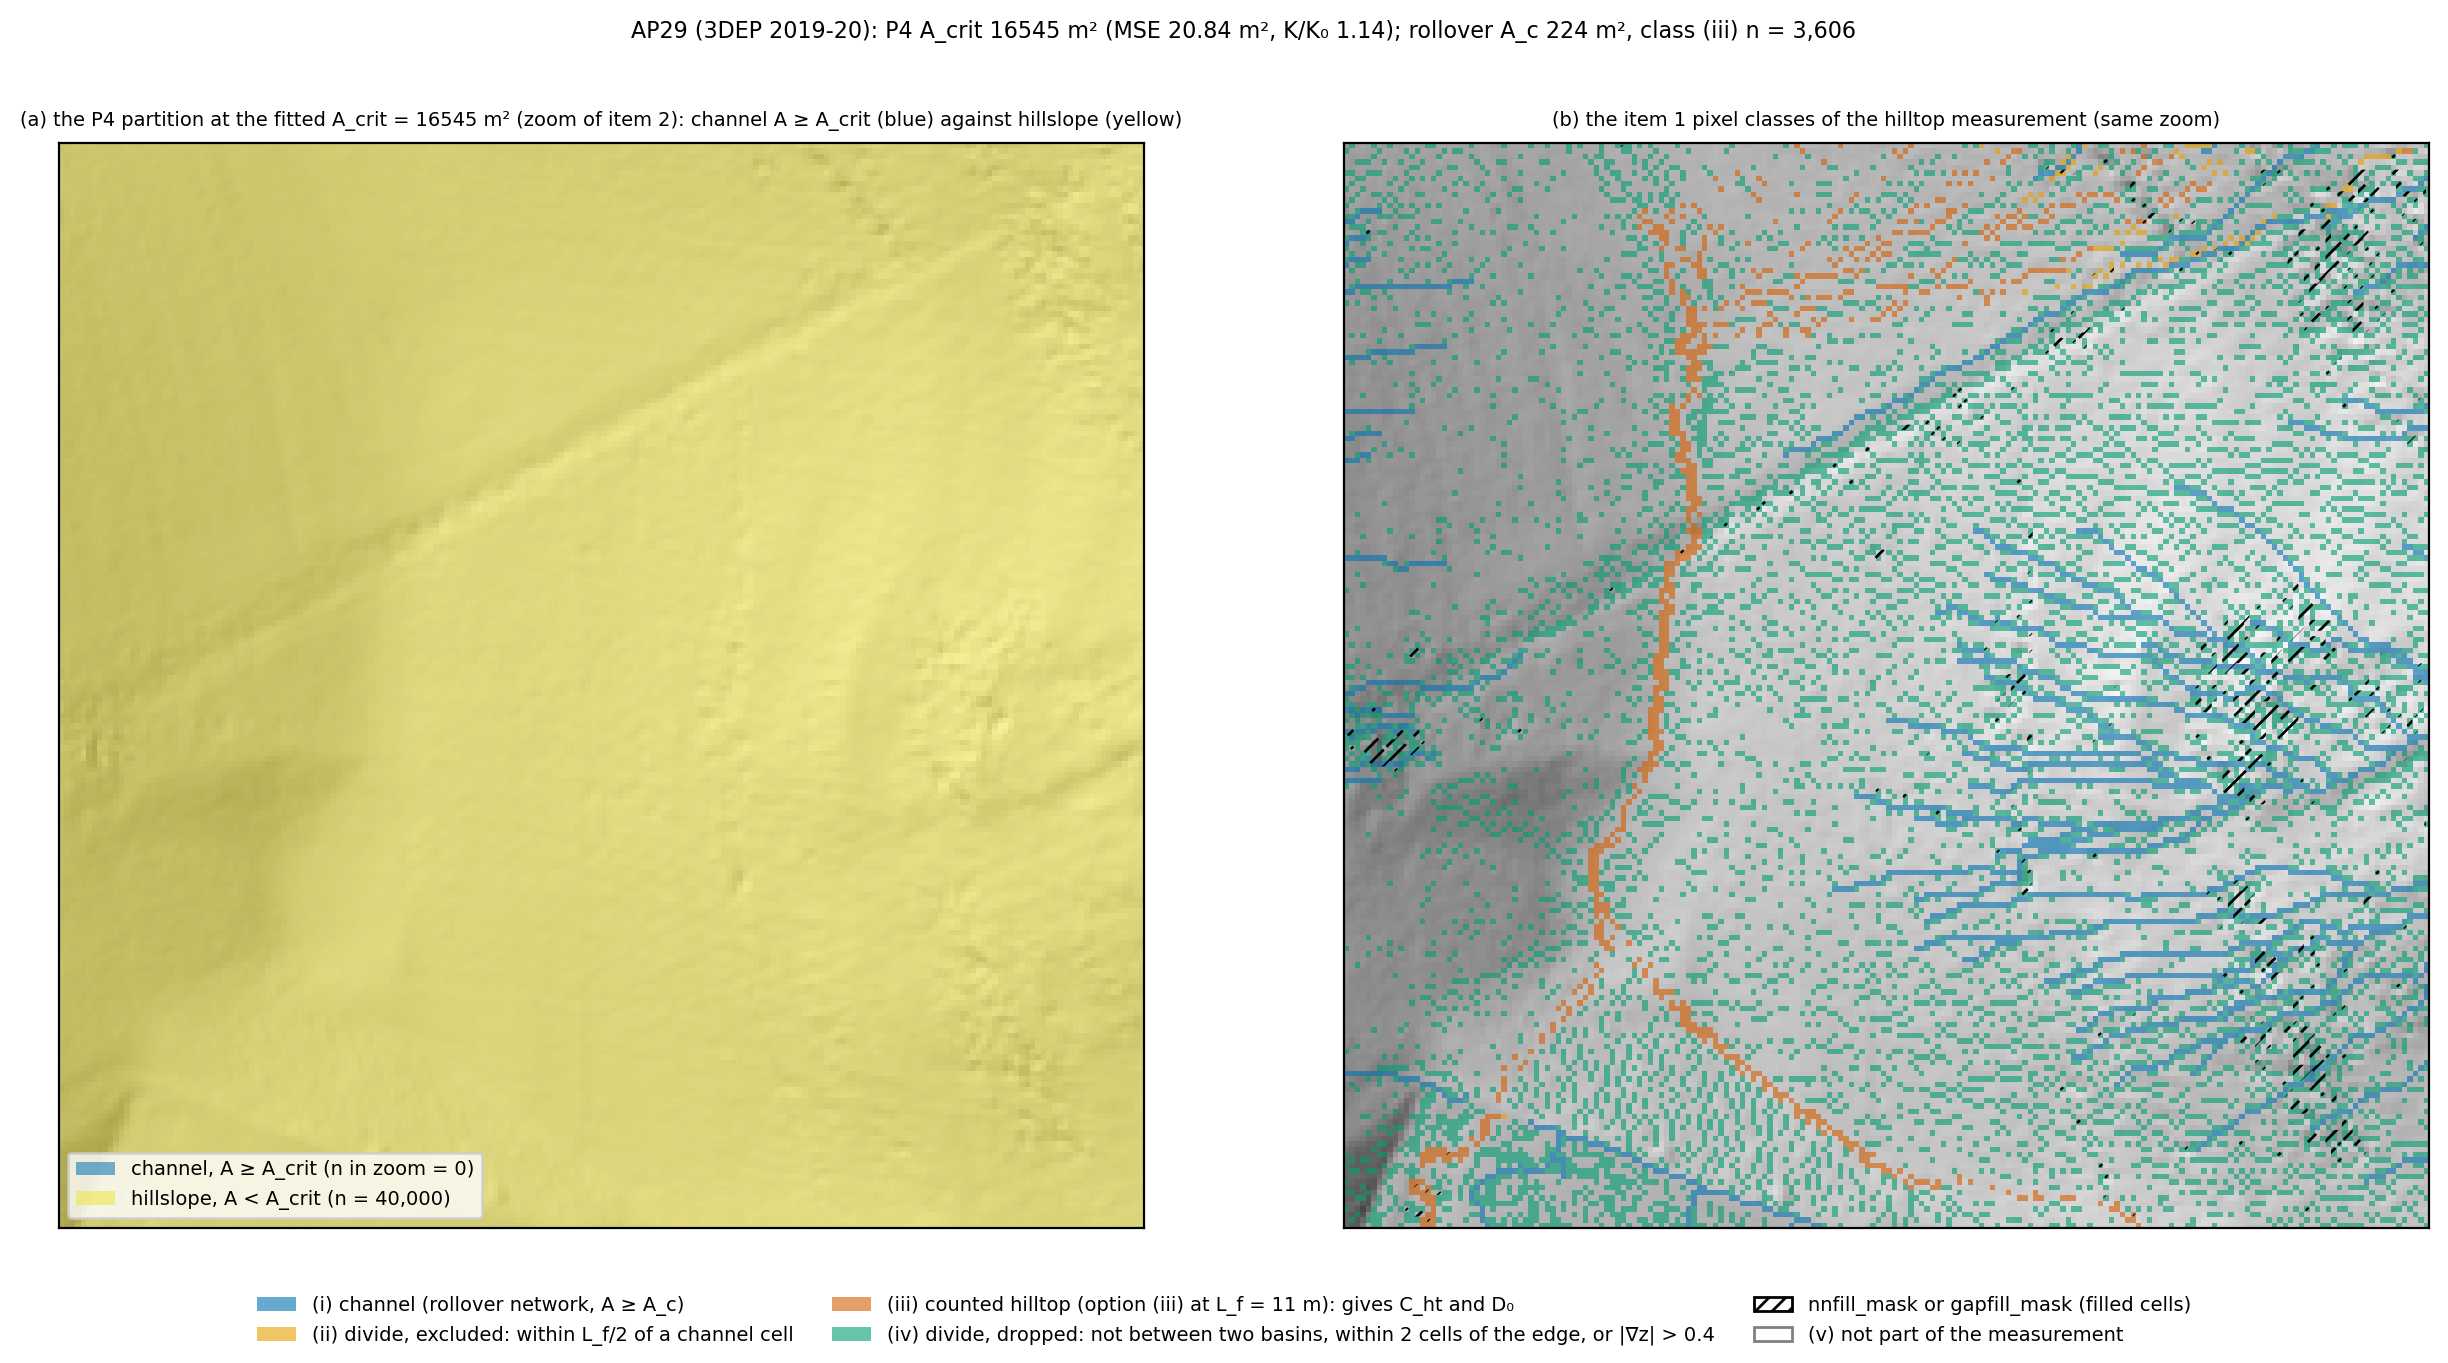 AP29 (3DEP 2019-20): P4 A_crit 16545 m² (MSE 20.84 m², K/K₀ 1.14); rollover A_c 224 m², class (iii) n = 3,606
(a) the P4 partition at the fitted A_crit = 16545 m² (zoom of item 2): channel A ≥ A_crit (blue) against hillslope (yellow)
(b) the item 1 pixel classes of the hilltop measurement (same zoom)
channel, A ≥ A_crit (n in zoom = 0)
hillslope, A < A_crit (n = 40,000)
(i) channel (rollover network, A ≥ A_c)
(ii) divide, excluded: within L_f/2 of a channel cell
(iii) counted hilltop (option (iii) at L_f = 11 m): gives C_ht and D₀
(iv) divide, dropped: not between two basins, within 2 cells of the edge, or |∇z| > 0.4
nnfill_mask or gapfill_mask (filled cells)
(v) not part of the measurement